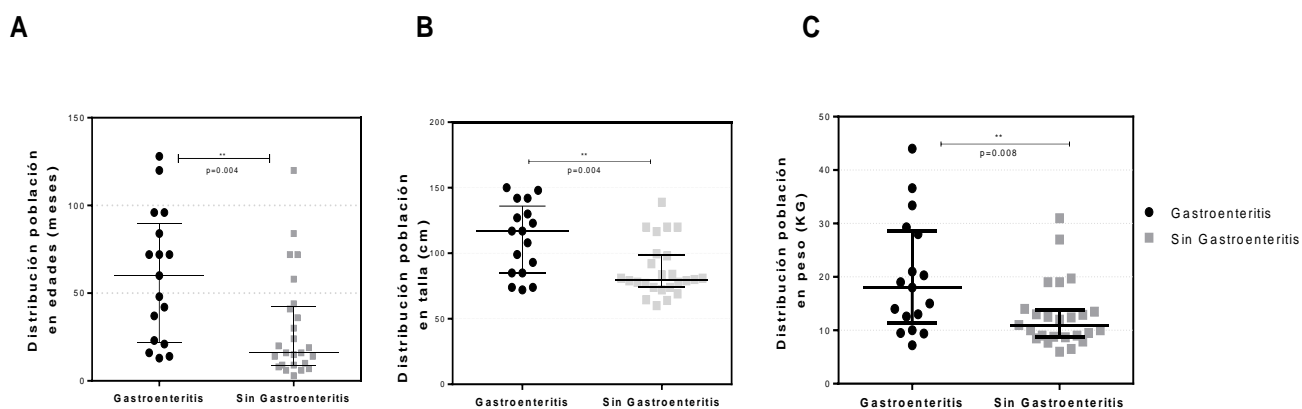 A
B
C
Distribución población
en edades (meses)
150
100
50
0
**
p=0.004
Gastroenteritis
Sin Gastroenteritis
Distribución población
en talla (cm)
200
150
100
50
0
**
p=0.004
Gastroenteritis
Sin Gastroenteritis
Distribución población
en peso (KG)
50
40
30
20
10
0
**
p=0.008
Gastroenteritis
Sin Gastroenteritis
Gastroenteritis
Sin Gastroenteritis